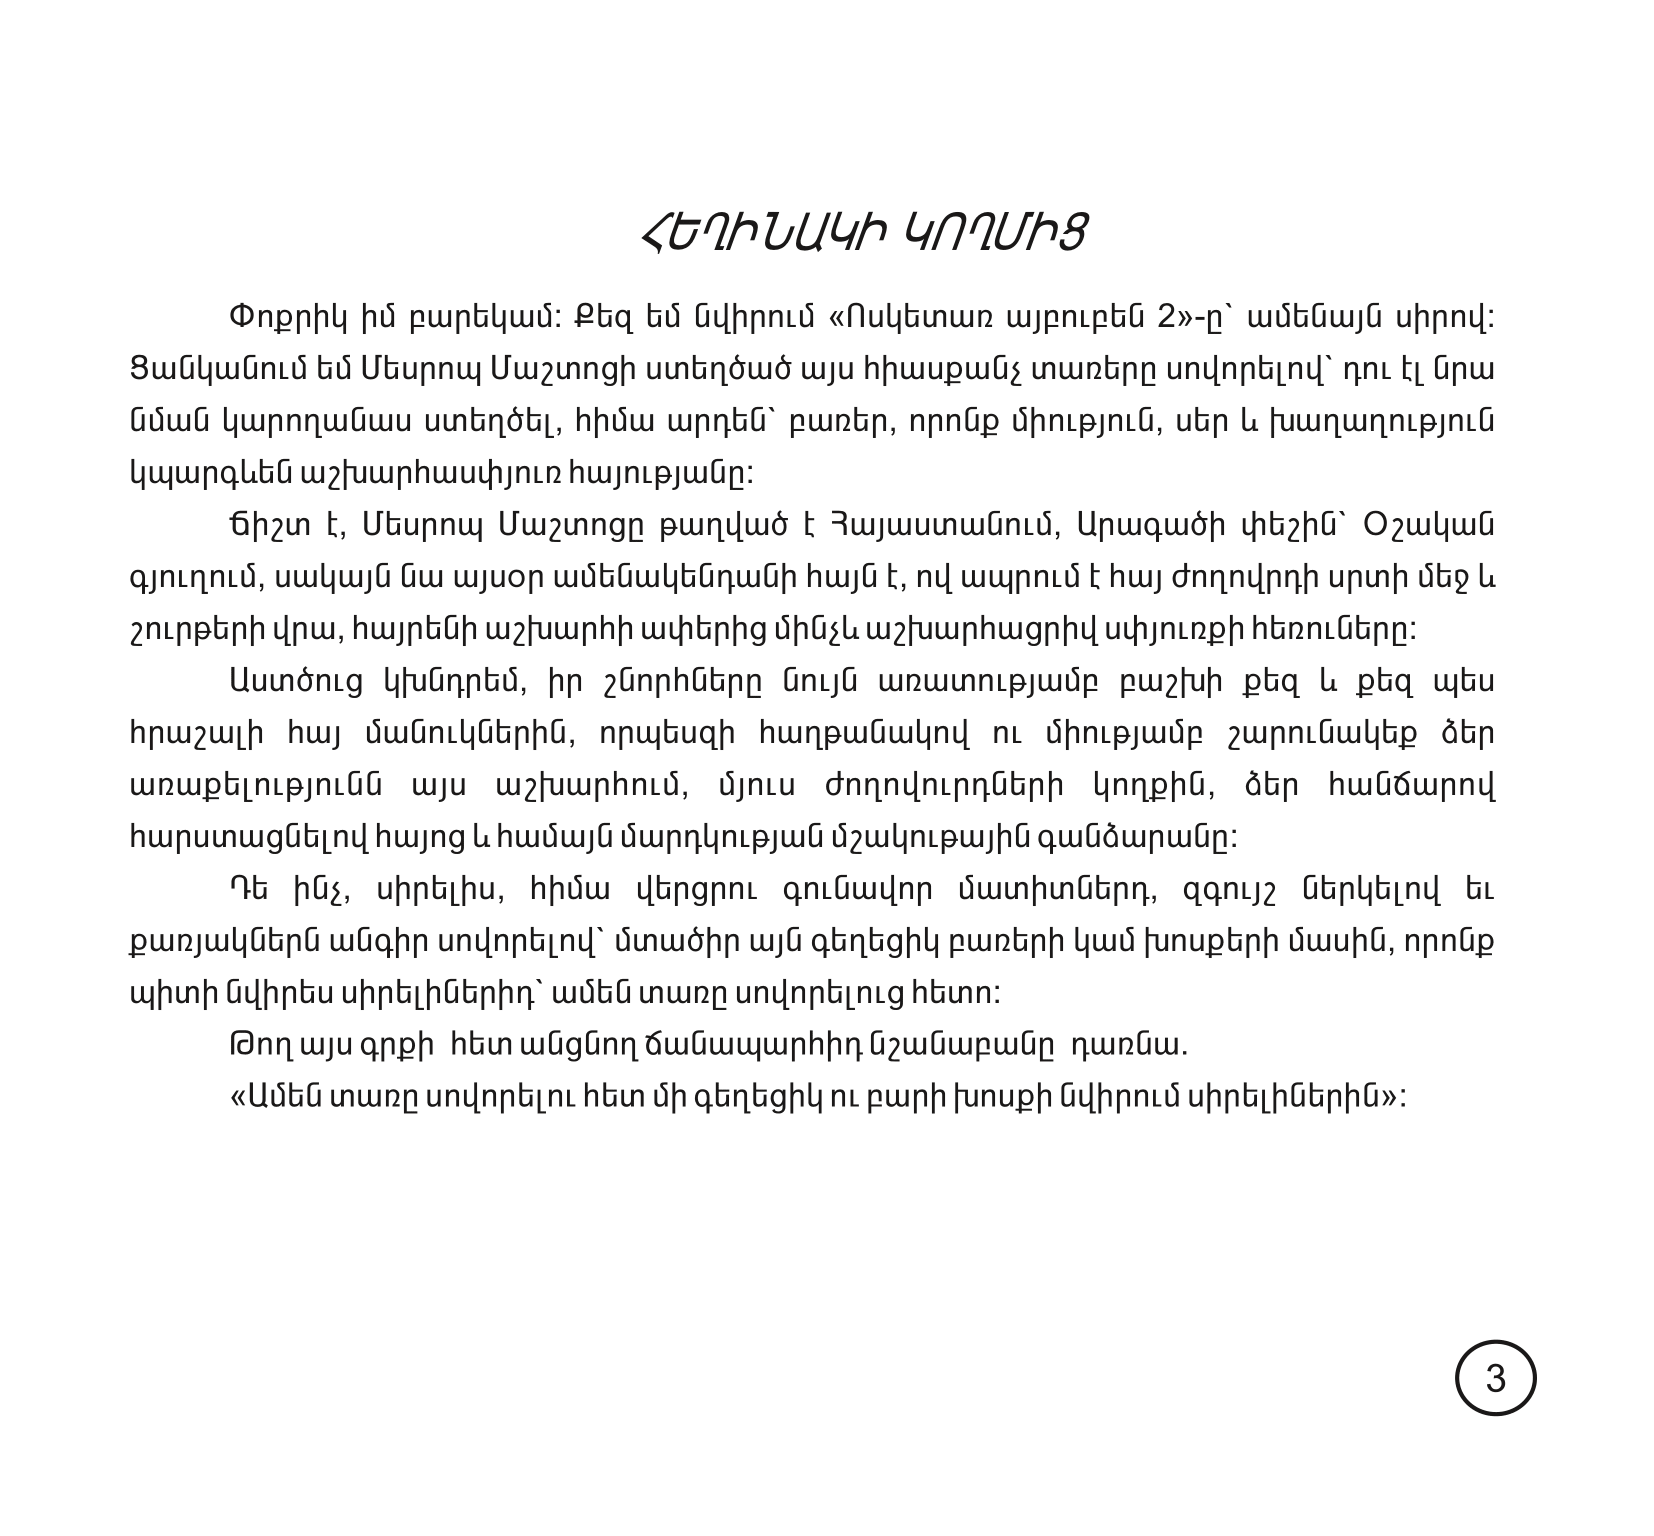 ՀԵՂԻՆԱԿԻ ԿՈՂՄԻՑ
Փոքրիկ իմ բարեկամ: Քեզ եմ նվիրում «Ոսկետառ այբուբեն 2»-ը` ամենայն սիրով:
Ցանկանում եմ Մեսրոպ Մաշտոցի ստեղծած այս հիասքանչ տառերը սովորելով` դու էլ նրա
նման կարողանաս ստեղծել, հիմա արդեն` բառեր, որոնք միություն, սեր և խաղաղություն
կպարգևեն աշխարհասփյուռ հայությանը:
Ճիշտ է, Մեսրոպ Մաշտոցը թաղված է Հայաստանում, Արագածի փեշին` Օշական
գյուղում, սակայն նա այսօր ամենակենդանի հայն է, ով ապրում է հայ ժողովրդի սրտի մեջ և
շուրթերի վրա, հայրենի աշխարհի ափերից մինչև աշխարհացրիվ սփյուռքի հեռուները:
Աստծուց կխնդրեմ, իր շնորհները նույն առատությամբ բաշխի քեզ և քեզ պես
հրաշալի հայ մանուկներին, որպեսզի հաղթանակով ու միությամբ շարունակեք ձեր
առաքելությունն այս աշխարհում, մյուս ժողովուրդների կողքին, ձեր հանճարով
հարստացնելով հայոց և համայն մարդկության մշակութային գանձարանը:
Դե ինչ, սիրելիս, հիմա վերցրու գունավոր մատիտներդ, զգույշ ներկելով եւ
քառյակներն անգիր սովորելով` մտածիր այն գեղեցիկ բառերի կամ խոսքերի մասին, որոնք
պիտի նվիրես սիրելիներիդ` ամեն տառը սովորելուց հետո:
Թող այս գրքի հետ անցնող ճանապարհիդ նշանաբանը դառնա.
«Ամեն տառը սովորելու հետ մի գեղեցիկ ու բարի խոսքի նվիրում սիրելիներին»:
3